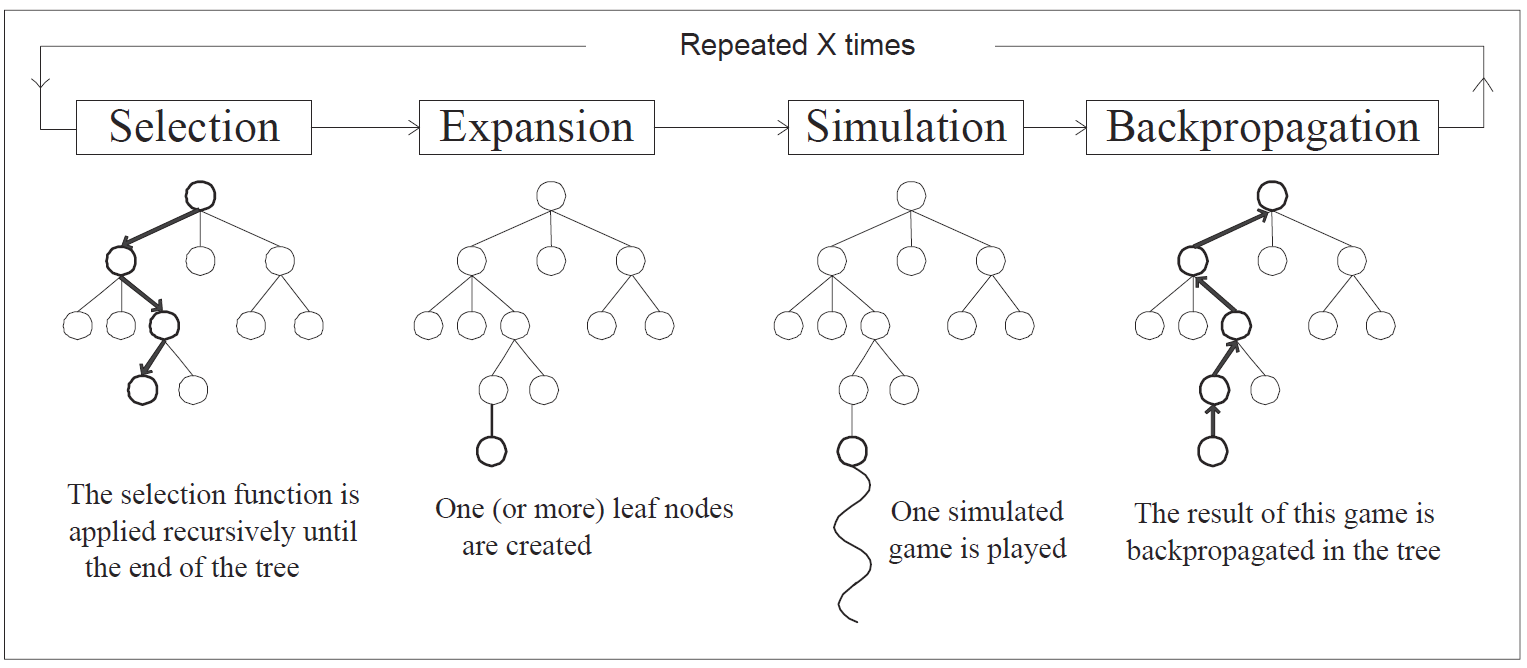 Repeated X times
Selection
Expansion
Simulation
Backpropagation
The selection function is
applied recursively until
the end of the tree
One (or more) leaf nodes
are created
One simulated
game is played
The result of this game is
backpropagated in the tree